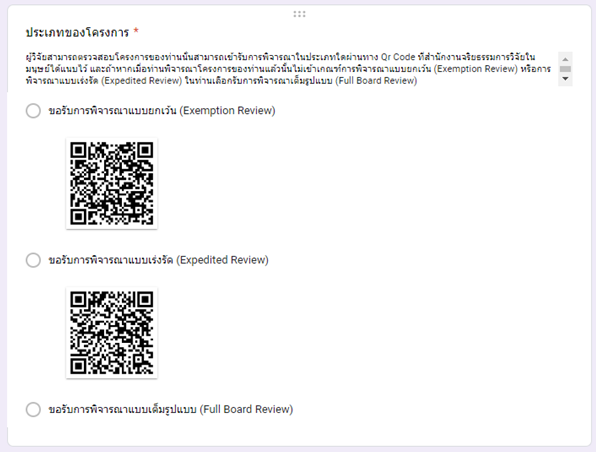 ประเภทของโครงการ *
ผู้วิจัยสามารถตรวจสอบโครงการของท่านนั้นสามารถเข้ารับการพิจารณาในประเภทใดผ่านทาง Qr Code ที่สำนักงานจริยธรรมการวิจัยใน
มนุษย์ได้แนบไว้ และถ้าหากเมื่อท่านพิจารณาโครงการของท่านแล้วนั้นไม่เข้าเกณฑ์การพิจารณาแบบยกเว้น (Exemption Review) หรือการ
พิจารณาแบบเร่งรัด (Expedited Review) ในท่านเลือกรับการพิจารณาเต็มรูปแบบ (Full Board Review)
ขอรับการพิจารณาแบบยกเว้น (Exemption Review)
ขอรับการพิจารณาแบบเร่งรัด (Expedited Review)
ขอรับการพิจารณาแบบเต็มรูปแบบ (Full Board Review)